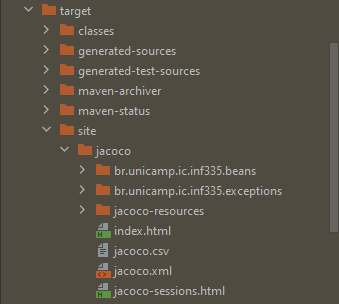 target
classes
generated-sources
generated-test-sources
maven-archiver
maven-status
site
jacoco
br.unicamp.ic.inf335.beans
br.unicamp.ic.inf335.exceptions
jacoco-resources
index.html
jacoco.csv
jacoco.xml
jacoco-sessions.html